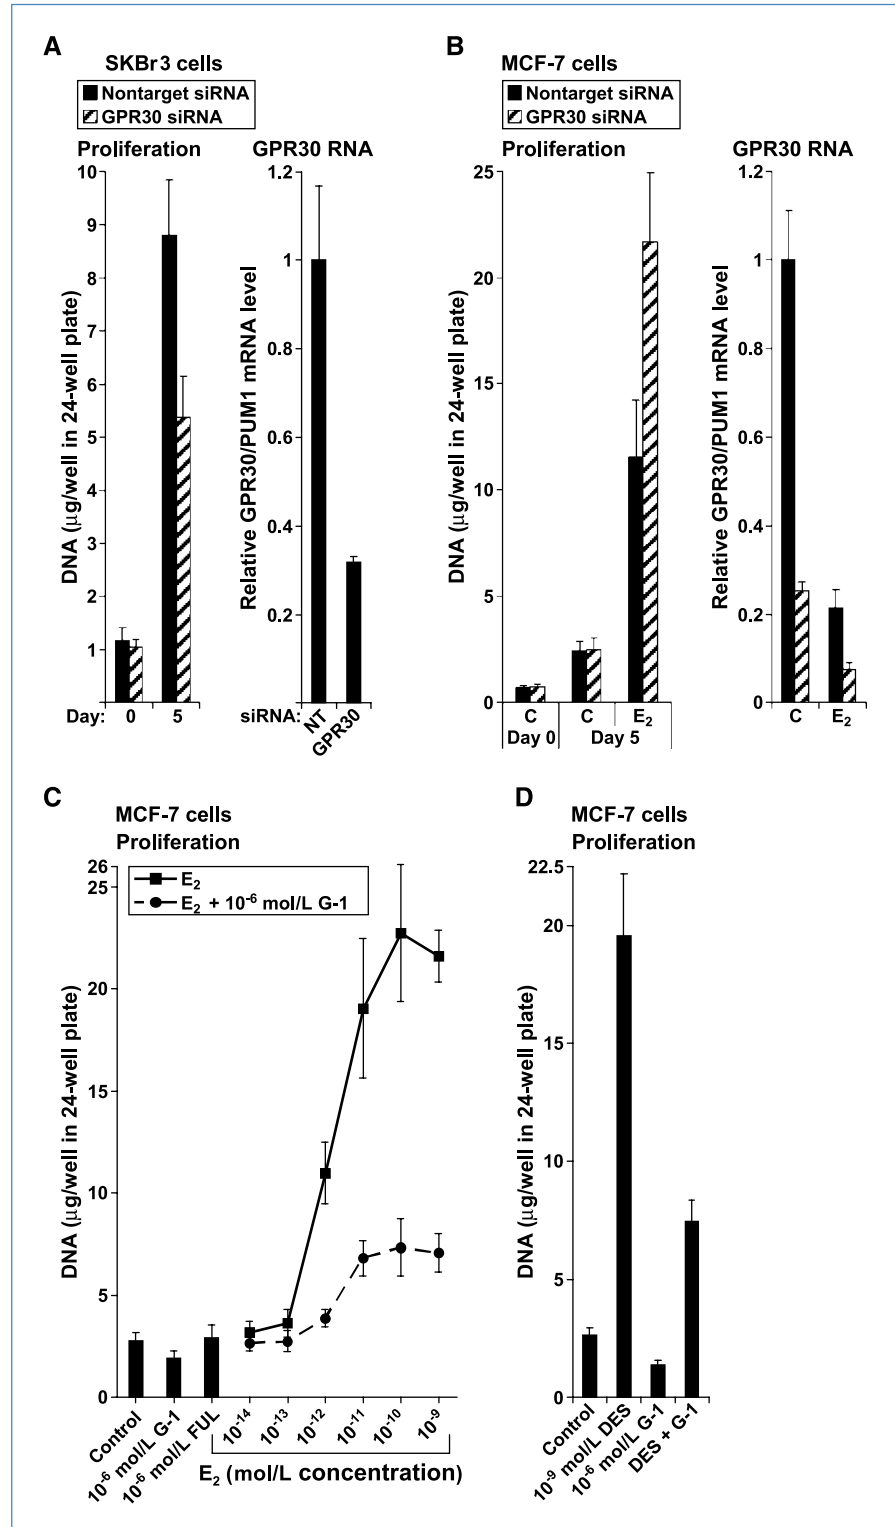 A
SKBr3 cells
Nontarget siRNA
GPR30 siRNA
Proliferation
GPR30 RNA
DNA (μg/well in 24-well plate)
10
9
8
7
6
5
4
3
2
1
Day: 0 5
Relative GPR30/PUM1 mRNA level
1.2
1
0.8
0.6
0.4
0.2
siRNA: NT GPR30
B
MCF-7 cells
Nontarget siRNA
GPR30 siRNA
Proliferation
GPR30 RNA
DNA (μg/well in 24-well plate)
25
20
15
10
5
0
C C E₂
Day 0 Day 5
Relative GPR30/PUM1 mRNA level
1.2
1
0.8
0.6
0.4
0.2
0
C E₂
C
MCF-7 cells
Proliferation
E₂
E₂ + 10⁻⁶ mol/L G-1
DNA (μg/well in 24-well plate)
26
25
20
15
10
5
0
Control
10⁻⁶ mol/L G-1
10⁻⁶ mol/L FUL
10⁻¹⁴
10⁻¹³
10⁻¹²
10⁻¹¹
10⁻¹⁰
10⁻⁹
E₂ (mol/L concentration)
D
MCF-7 cells
Proliferation
DNA (μg/well in 24-well plate)
22.5
20
15
10
5
0
Control
10⁻⁹ mol/L DES
10⁻⁶ mol/L G-1
DES + G-1